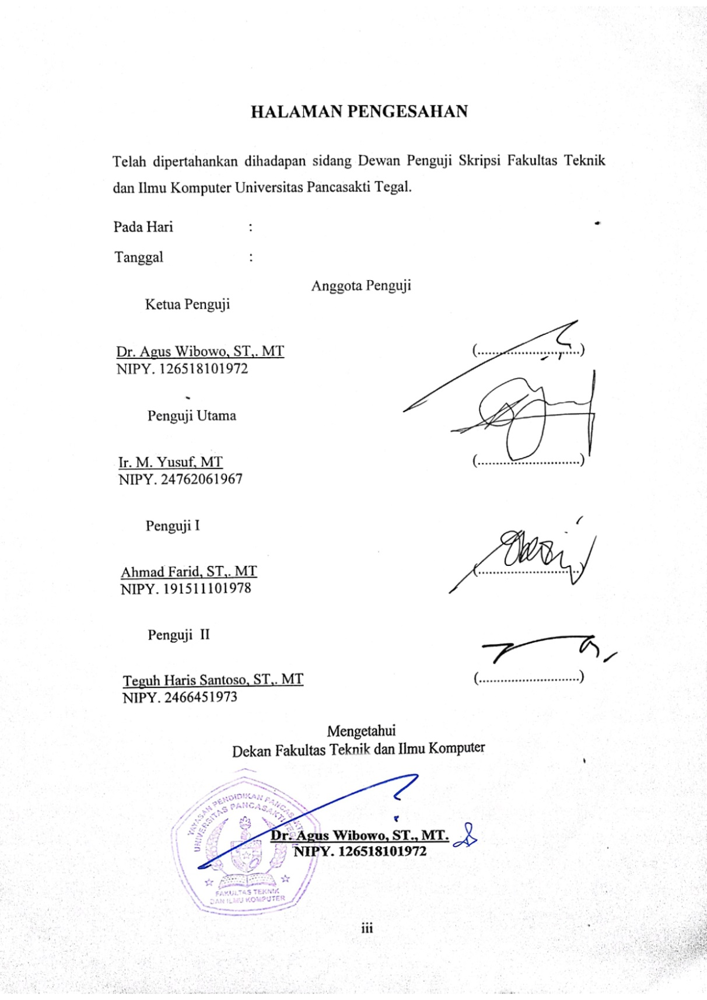 HALAMAN PENGESAHAN
Telah dipertahankan dihadapan sidang Dewan Penguji Skripsi Fakultas Teknik
dan Ilmu Komputer Universitas Pancasakti Tegal.
Pada Hari :
Tanggal :
Anggota Penguji
Ketua Penguji
Dr. Agus Wibowo, ST,. MT (............................)
NIPY. 126518101972
Penguji Utama
Ir. M. Yusuf, MT (............................)
NIPY. 24762061967
Penguji I
Ahmad Farid, ST,. MT (............................)
NIPY. 191511101978
Penguji II
Teguh Haris Santoso, ST,. MT (............................)
NIPY. 2466451973
Mengetahui
Dekan Fakultas Teknik dan Ilmu Komputer
YAYASAN PENDIDIKAN PANCASAKTI
UNIVERSITAS PANCASAKTI TEGAL
Dr. Agus Wibowo, ST., MT.
NIPY. 126518101972
FAKULTAS TEKNIK
DAN ILMU KOMPUTER
iii